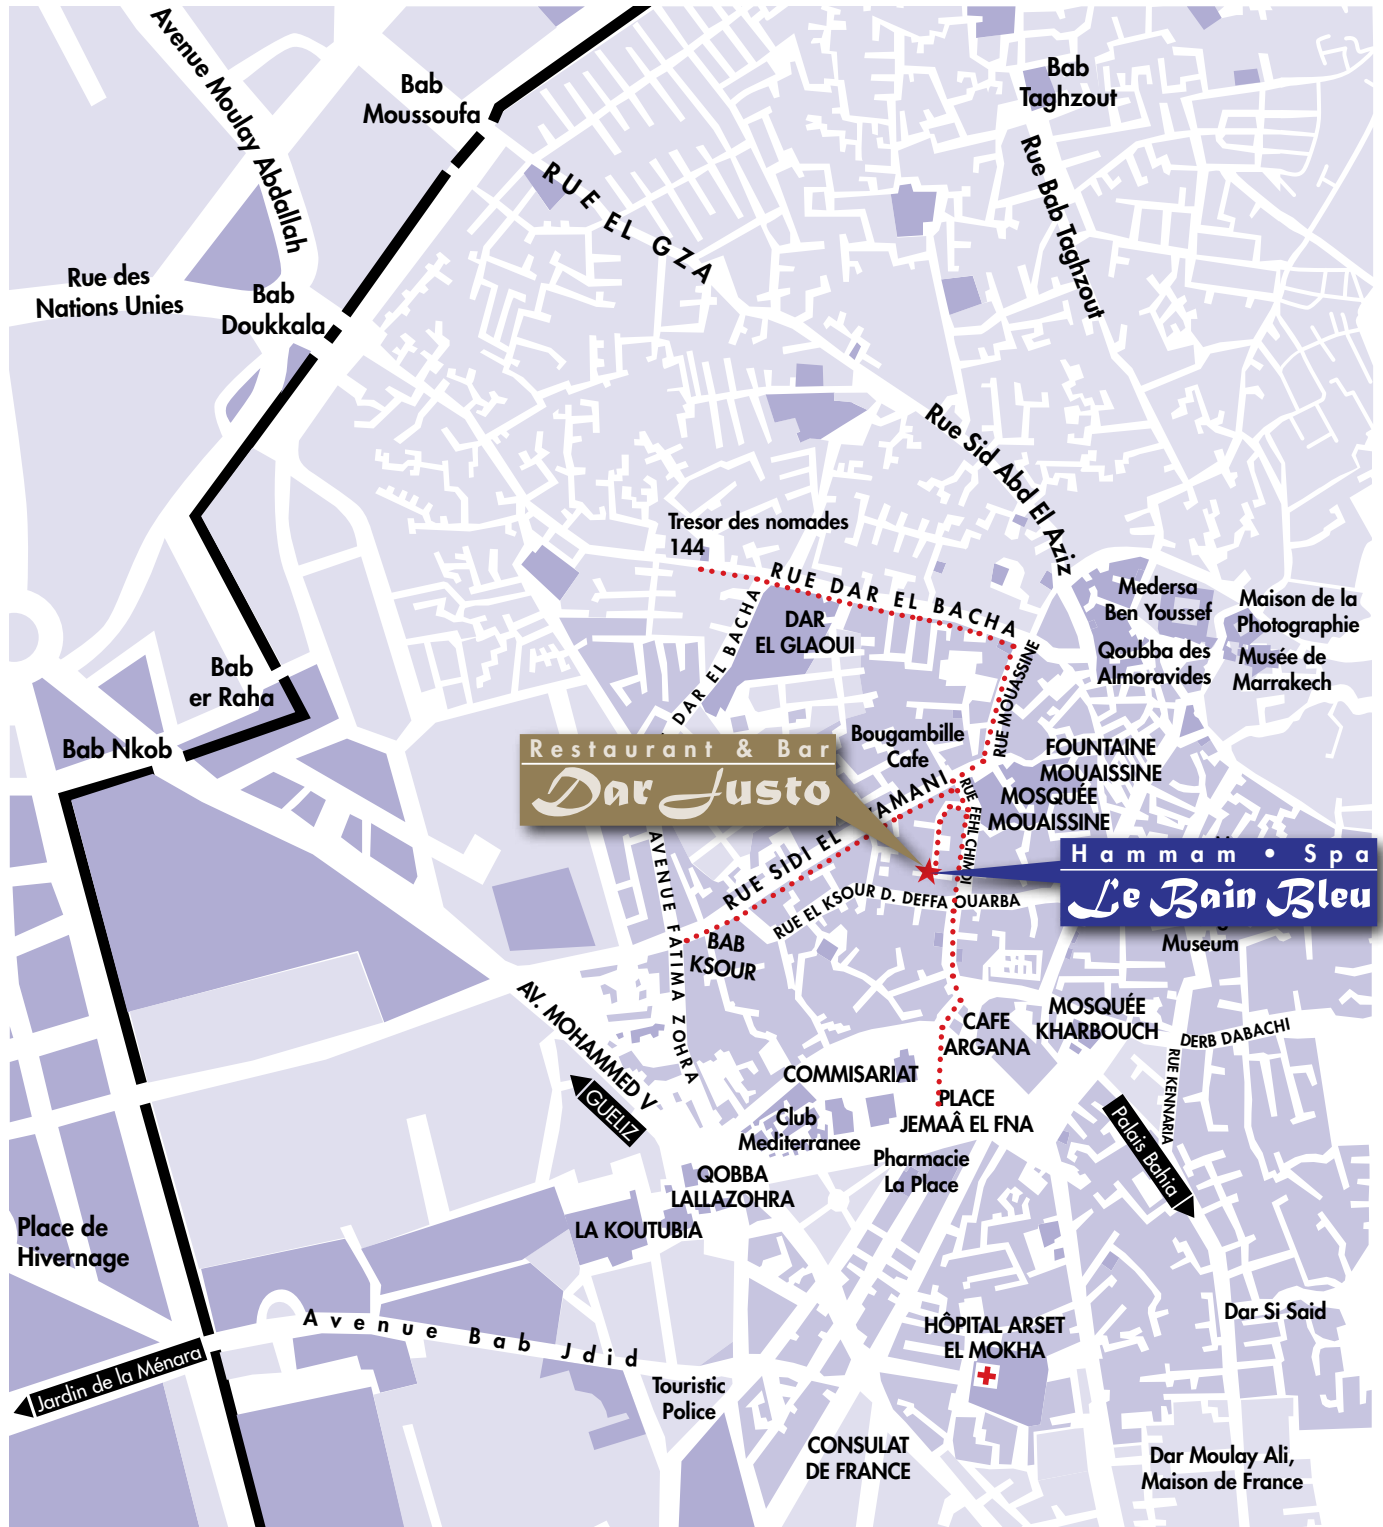 Avenue Moulay Abdallah
Bab
Moussoufa
Bab
Taghzout
RUE EL GZA
Rue Bab Taghzout
Rue des
Nations Unies
Bab
Doukkala
Rue Sid Abd El Aziz
Tresor des nomades
144
RUE DAR EL BACHA
DAR EL BACHA
DAR
EL GLAOUI
Medersa
Ben Youssef
Maison de la
Photographie
Qoubba des
Almoravides
Musée de
Marrakech
RUE MOUASSINE
Bab
er Raha
Bab Nkob
Bougambille
Cafe
FOUNTAINE
MOUAISSINE
MOSQUÉE
MOUAISSINE
Restaurant & Bar
Dar Justo
RUE SIDI EL YAMANI
RUE FEHL CHIMDI
Hammam • Spa
Le Bain Bleu
Museum
AVENUE FATIMA ZOHRA
RUE EL KSOUR D. DEFFA OUARBA
BAB
KSOUR
AV. MOHAMMED V
GUELIZ
CAFE
ARGANA
MOSQUÉE
KHARBOUCH
DERB DABACHI
RUE KENNARIA
COMMISARIAT
PLACE
JEMAÂ EL FNA
Club
Mediterranee
Palais Bahia
Pharmacie
La Place
QOBBA
LALLAZOHRA
LA KOUTUBIA
Place de
Hivernage
Avenue Bab Jdid
Jardin de la Ménara
Dar Si Said
HÔPITAL ARSET
EL MOKHA
Touristic
Police
CONSULAT
DE FRANCE
Dar Moulay Ali,
Maison de France